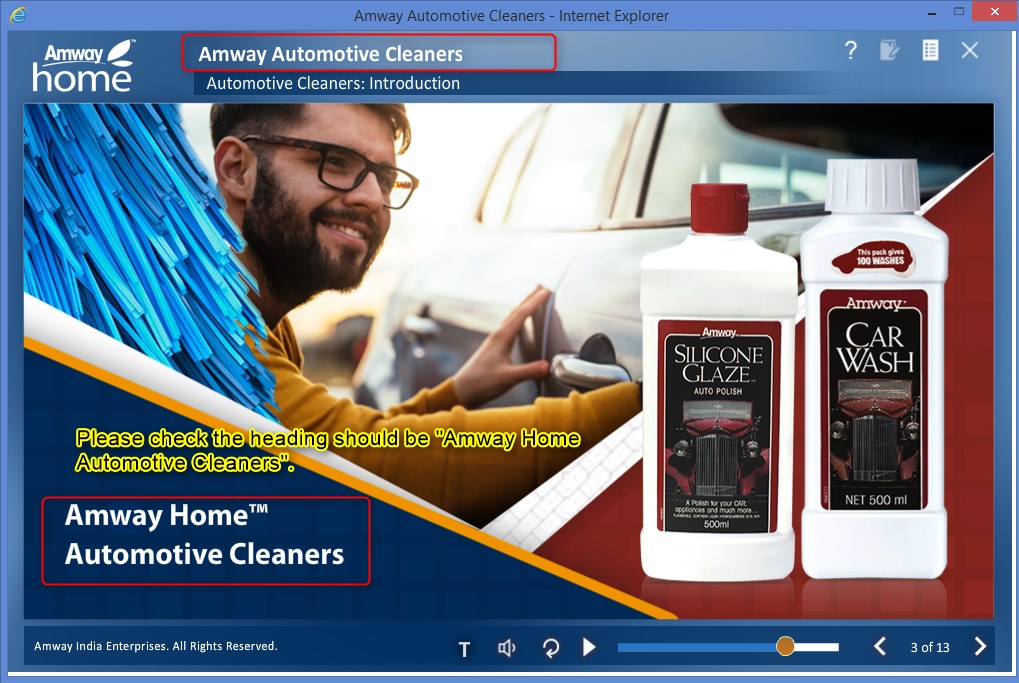 Amway Automotive Cleaners - Internet Explorer
Amway™
home
Amway Automotive Cleaners
Automotive Cleaners: Introduction
?
This pack gives
100 WASHES
Amway
SILICONE
GLAZE™
AUTO POLISH
A Polish for your CAR,
appliances and much more...
500ml
Amway
CAR
WASH
NET 500 ml
Please check the heading should be "Amway Home
Automotive Cleaners".
Amway Home™
Automotive Cleaners
Amway India Enterprises. All Rights Reserved.
T
3 of 13